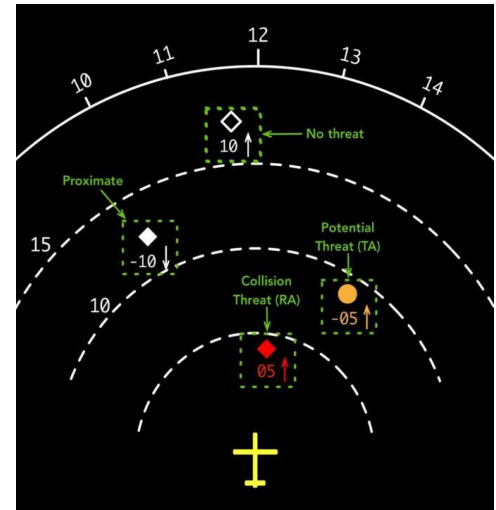 12
11
13
10
14
10↑
No threat
Proximate
15
-10↓
Potential
Threat (TA)
10
Collision
Threat (RA)
-05↑
05↑